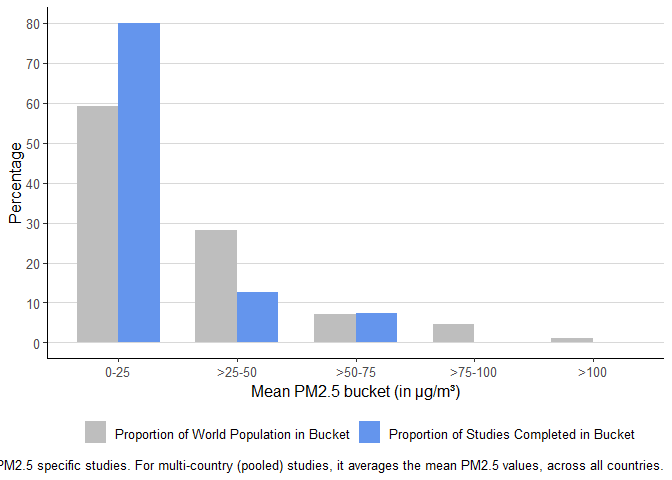 80
70
60
50
40
30
20
10
0
Percentage
0-25
>25-50
>50-75
>75-100
>100
Mean PM2.5 bucket (in µg/m³)
Proportion of World Population in Bucket
Proportion of Studies Completed in Bucket
PM2.5 specific studies. For multi-country (pooled) studies, it averages the mean PM2.5 values, across all countries.